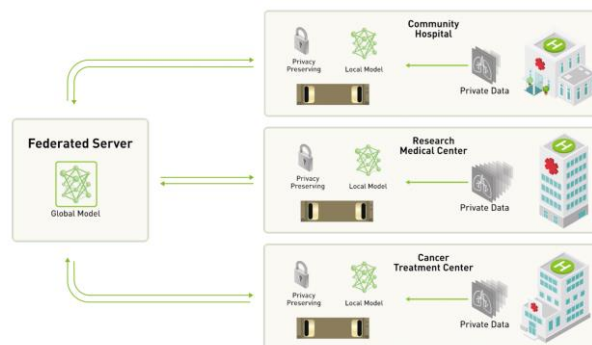 Community
Hospital
Privacy
Preserving
Local Model
Private Data
H
Federated Server
Global Model
Research
Medical Center
Privacy
Preserving
Local Model
Private Data
H
Cancer
Treatment Center
Privacy
Preserving
Local Model
Private Data
H